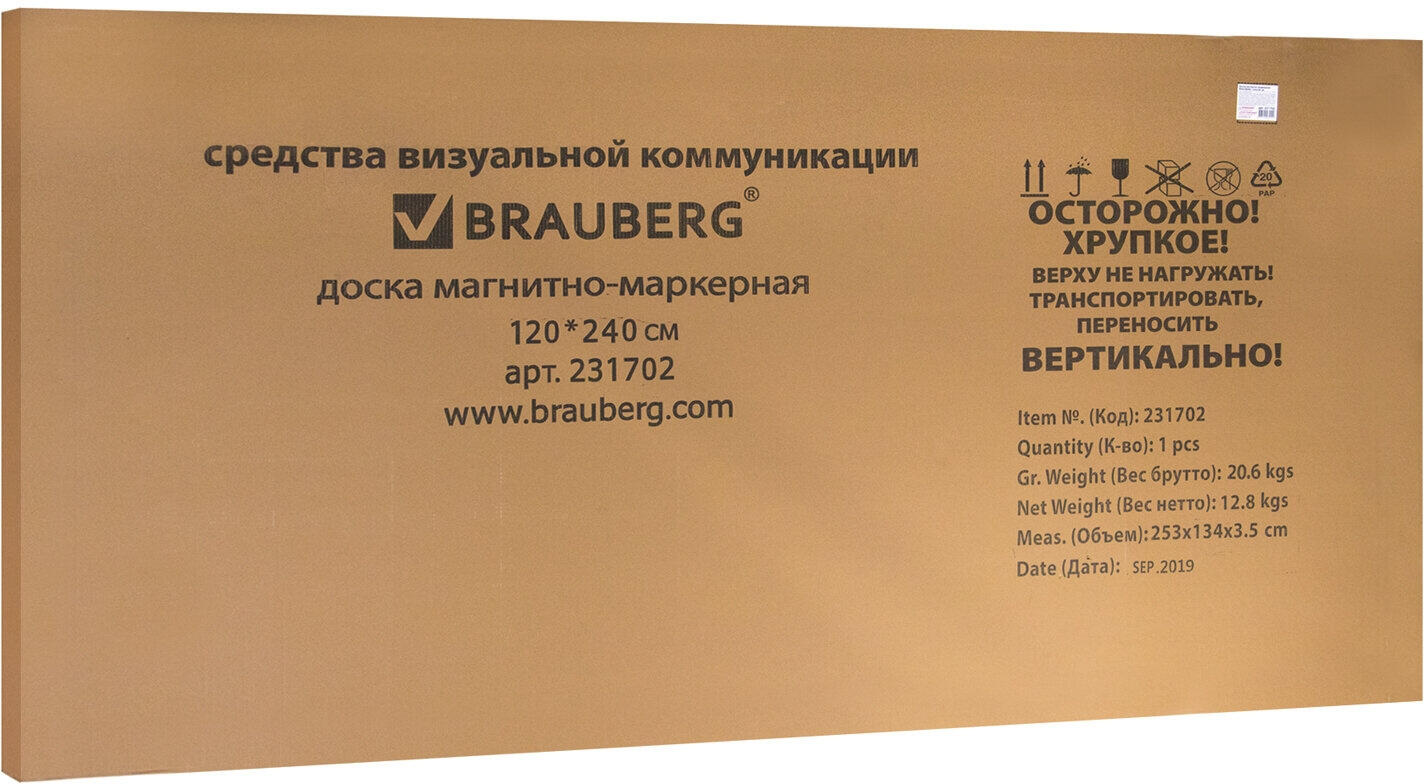 средства визуальной коммуникации
BRAUBERG®
доска магнитно-маркерная
120*240 см
арт. 231702
www.brauberg.com
20
PAP
ОСТОРОЖНО!
ХРУПКОЕ!
ВЕРХУ НЕ НАГРУЖАТЬ!
ТРАНСПОРТИРОВАТЬ,
ПЕРЕНОСИТЬ
ВЕРТИКАЛЬНО!
Item №. (Код): 231702
Quantity (К-во): 1 pcs
Gr. Weight (Вес брутто): 20.6 kgs
Net Weight (Вес нетто): 12.8 kgs
Meas. (Объем): 253x134x3.5 cm
Date (Дата): SEP.2019